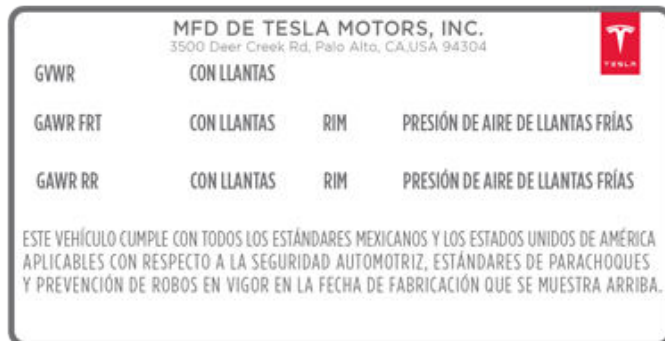 MFD DE TESLA MOTORS, INC.
3500 Deer Creek Rd, Palo Alto, CA,USA 94304
TESLA
GVWR CON LLANTAS
GAWR FRT CON LLANTAS RIM PRESIÓN DE AIRE DE LLANTAS FRÍAS
GAWR RR CON LLANTAS RIM PRESIÓN DE AIRE DE LLANTAS FRÍAS
ESTE VEHÍCULO CUMPLE CON TODOS LOS ESTÁNDARES MEXICANOS Y LOS ESTADOS UNIDOS DE AMÉRICA
APLICABLES CON RESPECTO A LA SEGURIDAD AUTOMOTRIZ, ESTÁNDARES DE PARACHOQUES
Y PREVENCIÓN DE ROBOS EN VIGOR EN LA FECHA DE FABRICACIÓN QUE SE MUESTRA ARRIBA.